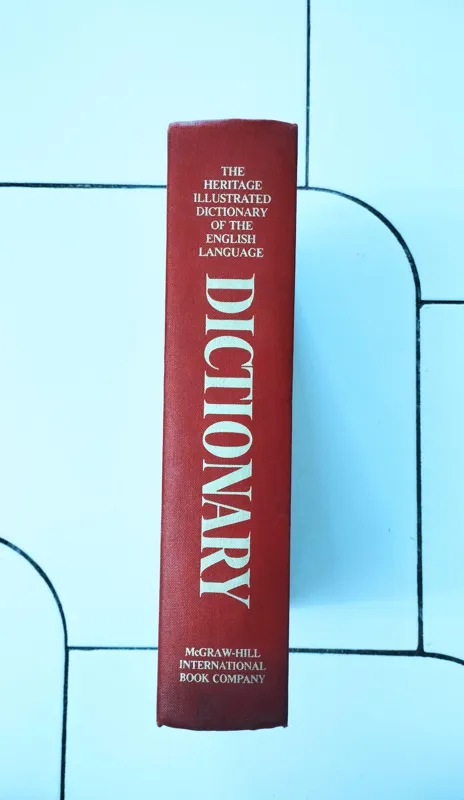 THE
HERITAGE
ILLUSTRATED
DICTIONARY
OF THE
ENGLISH
LANGUAGE
DICTIONARY
McGRAW-HILL
INTERNATIONAL
BOOK COMPANY